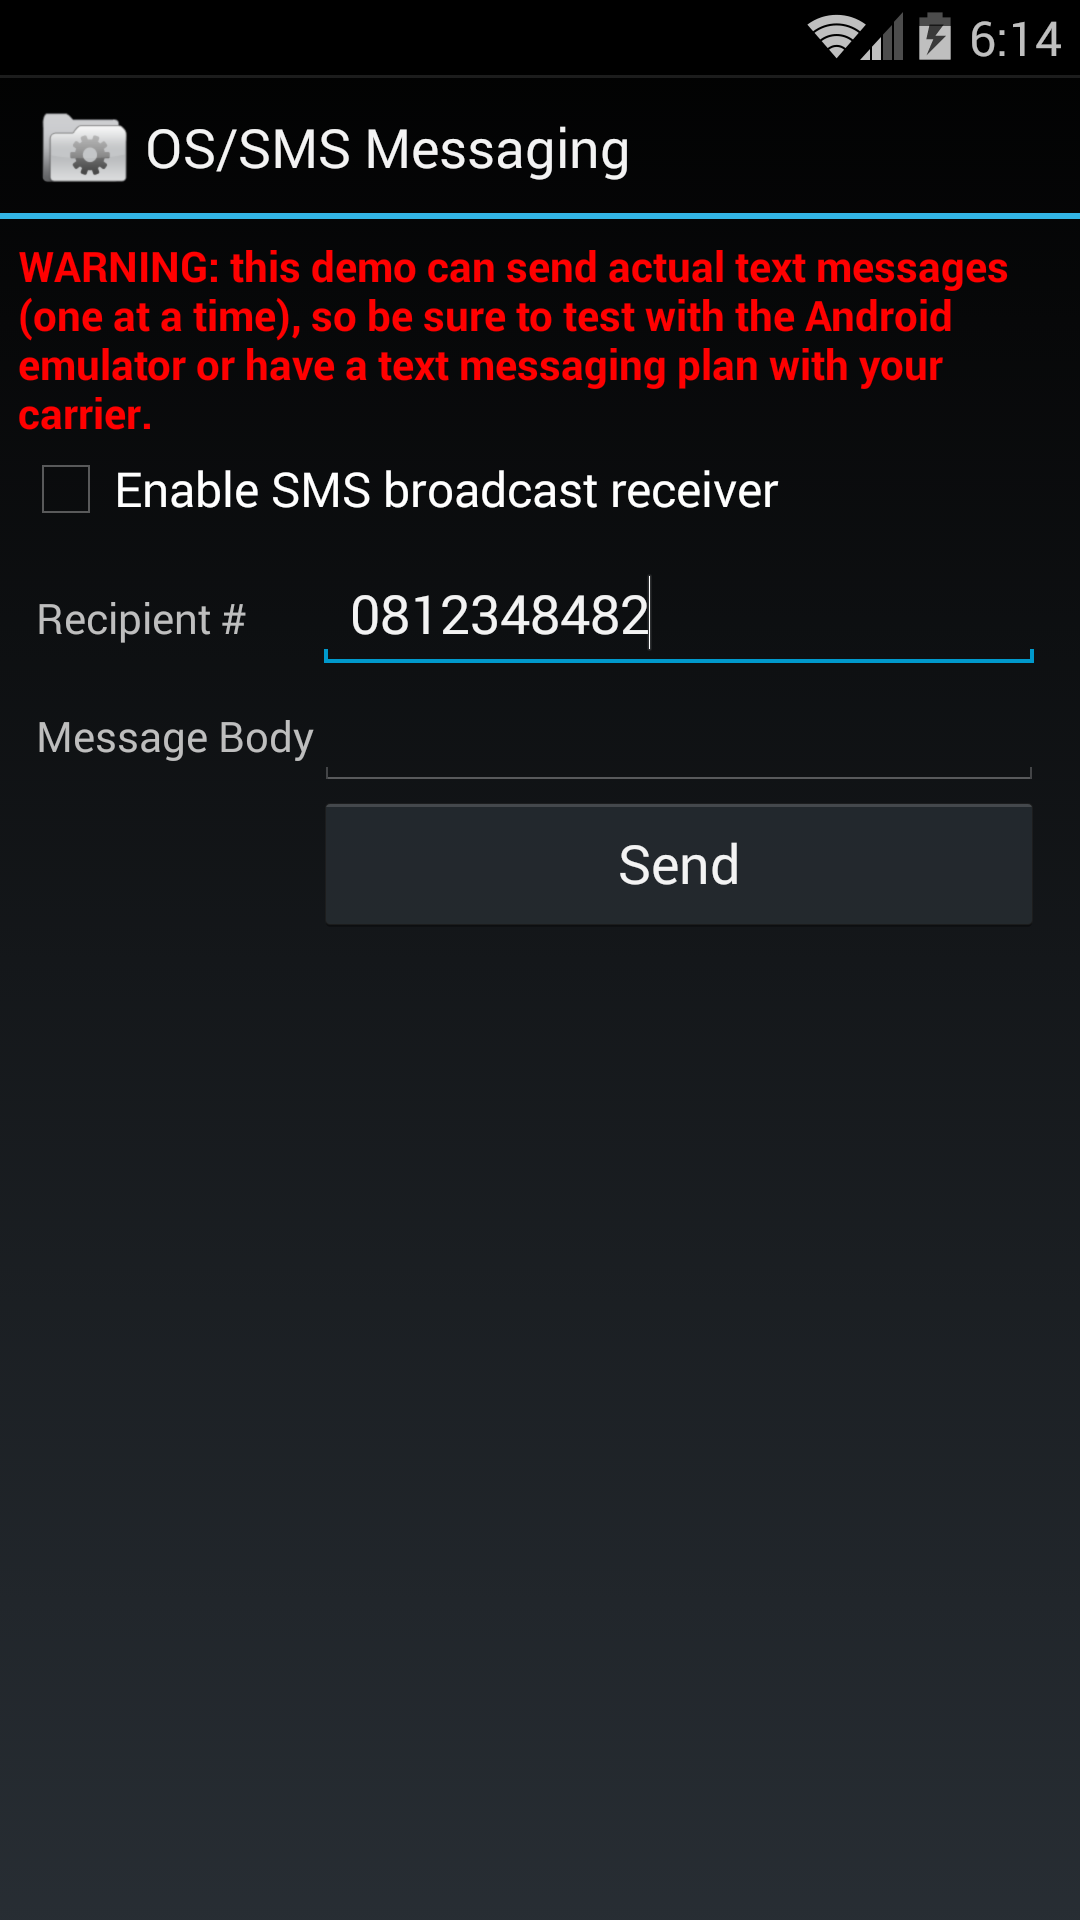 6:14
OS/SMS Messaging
WARNING: this demo can send actual text messages
(one at a time), so be sure to test with the Android
emulator or have a text messaging plan with your
carrier.
Enable SMS broadcast receiver
Recipient # 0812348482
Message Body
Send